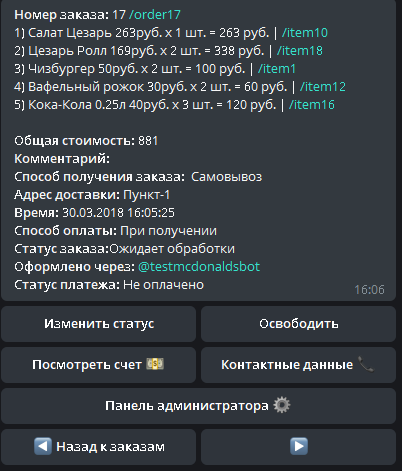 Номер заказа: 17 /order17
1) Салат Цезарь 263руб. x 1 шт. = 263 руб. | /item10
2) Цезарь Ролл 169руб. x 2 шт. = 338 руб. | /item18
3) Чизбургер 50руб. x 2 шт. = 100 руб. | /item1
4) Вафельный рожок 30руб. x 2 шт. = 60 руб. | /item12
5) Кока-Кола 0.25л 40руб. x 3 шт. = 120 руб. | /item16
Общая стоимость: 881
Комментарий:
Способ получения заказа: Самовывоз
Адрес доставки: Пункт-1
Время: 30.03.2018 16:05:25
Способ оплаты: При получении
Статус заказа:Ожидает обработки
Оформлено через: @testmcdonaldsbot
Статус платежа: Не оплачено
16:06
Изменить статус
Освободить
Посмотреть счет
Контактные данные
Панель администратора
Назад к заказам